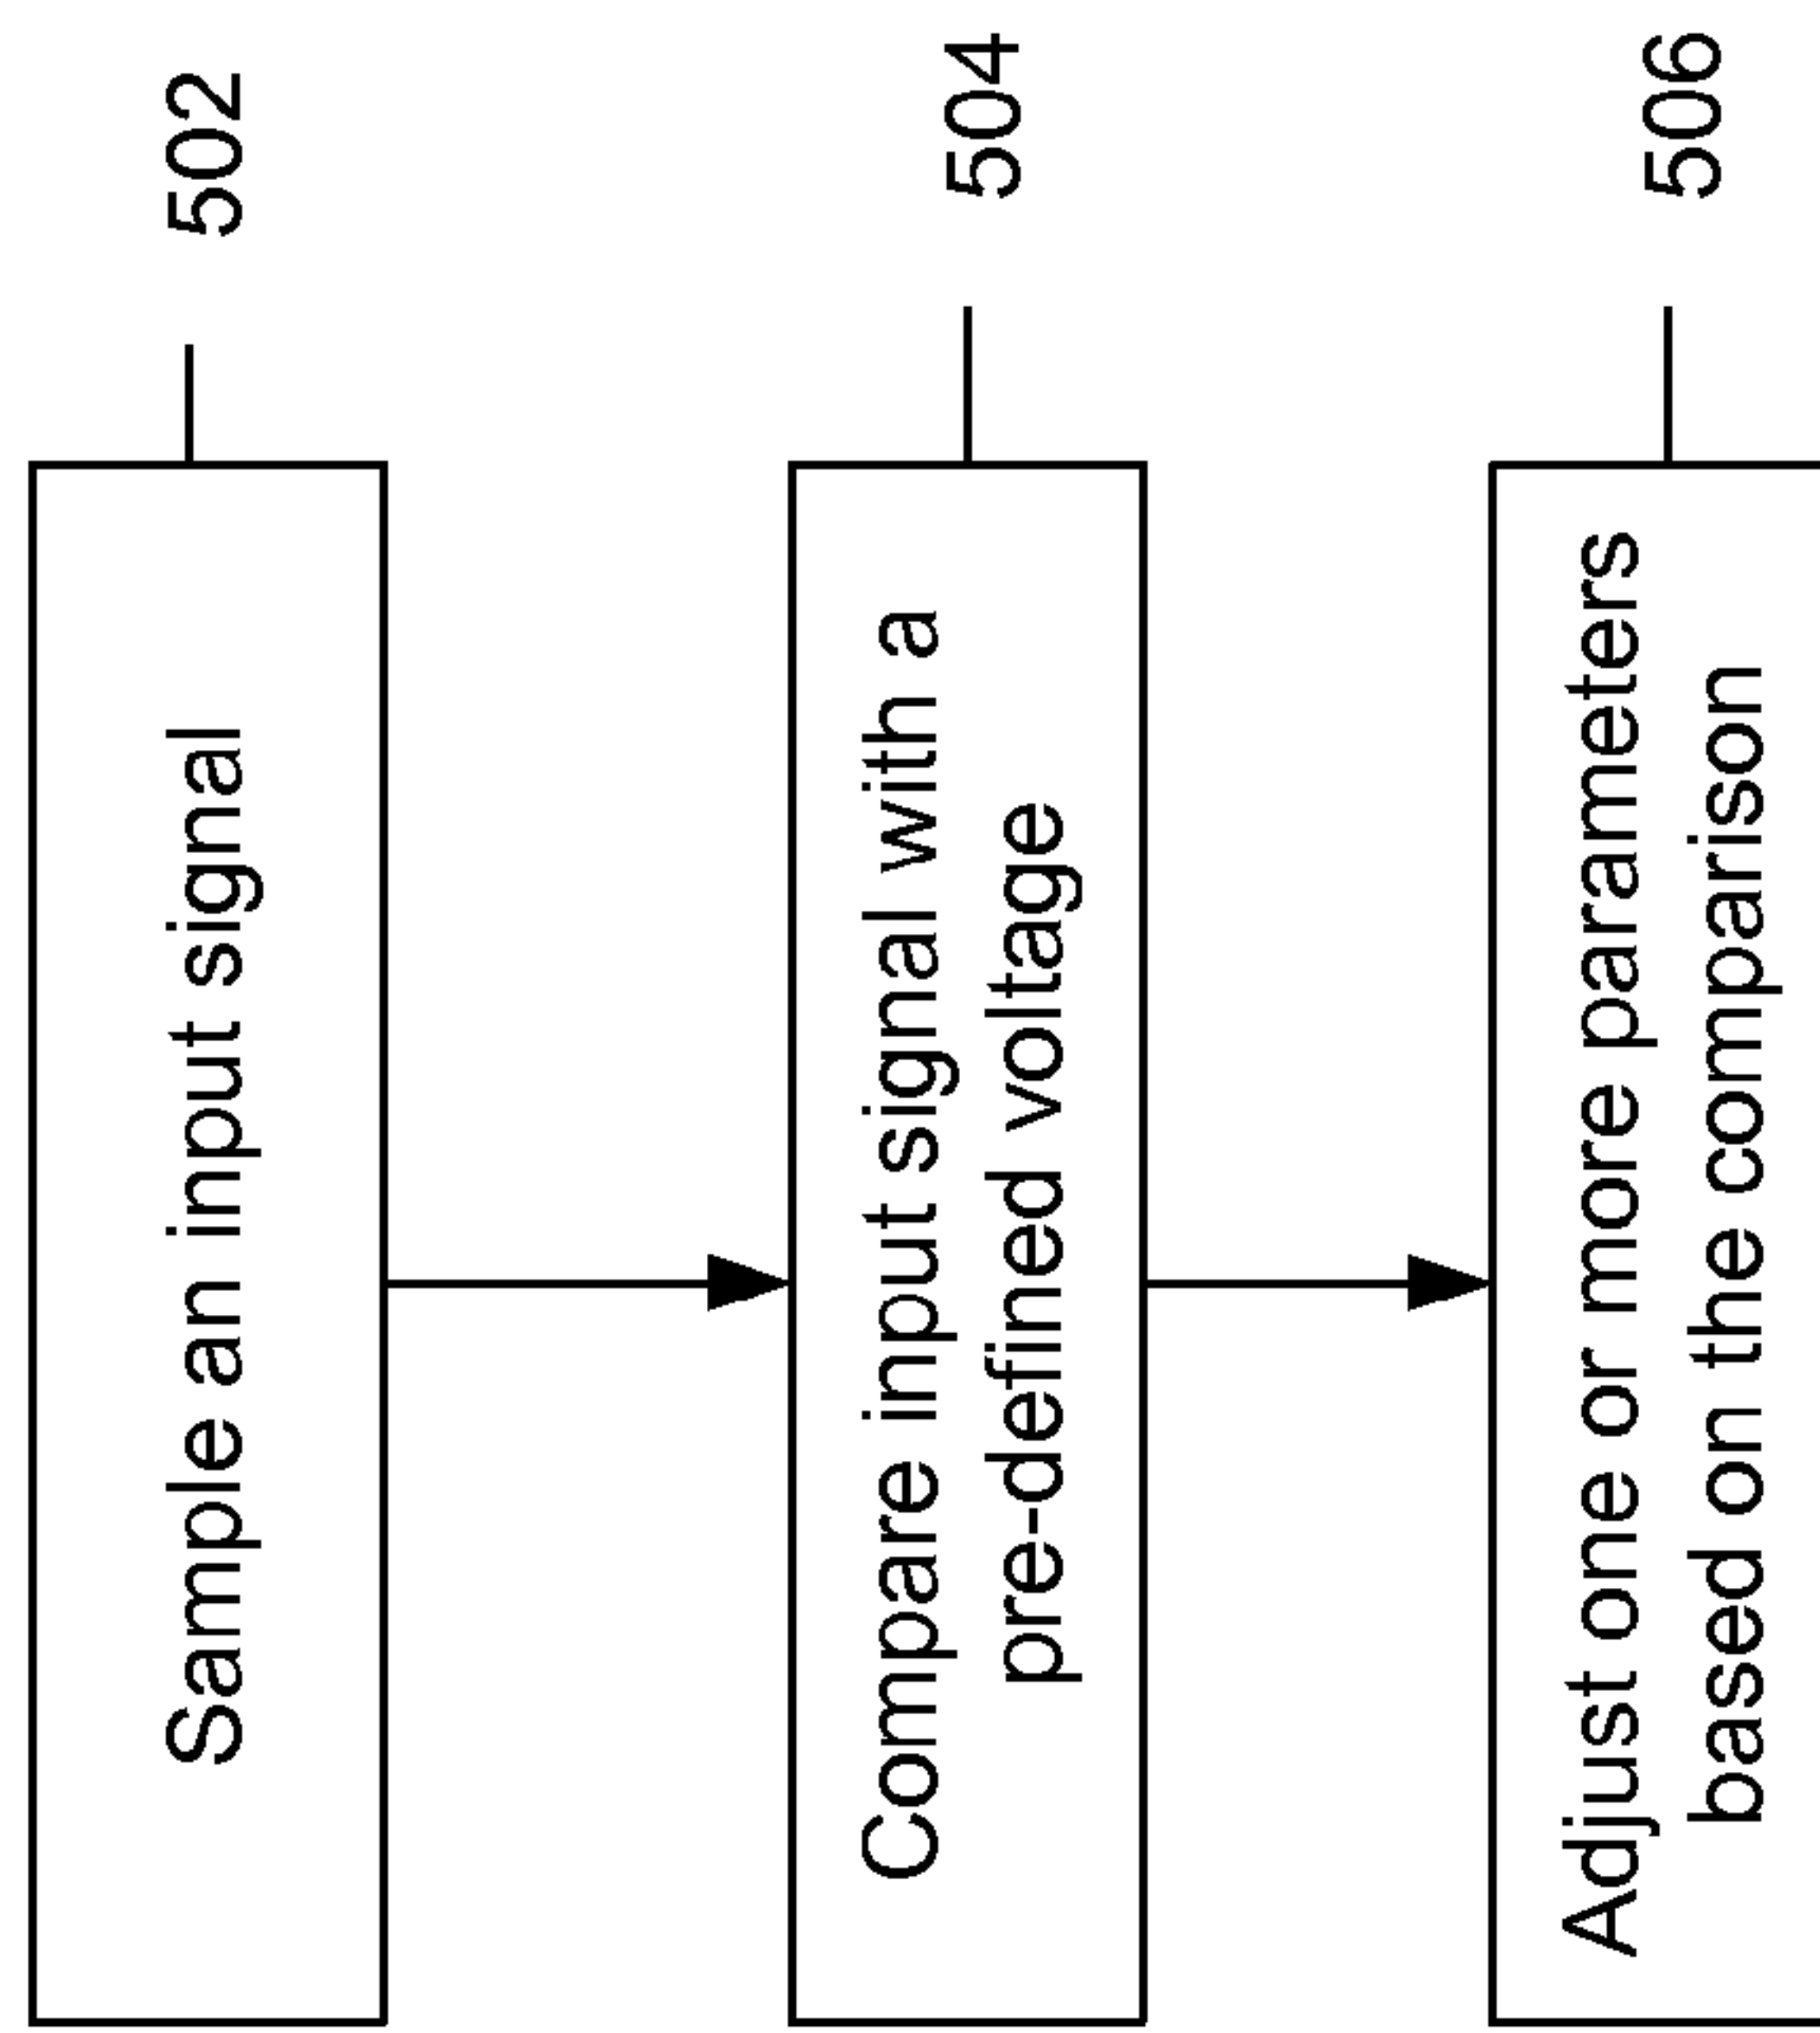 Sample an input signal
502
Compare input signal with a
pre-defined voltage
504
Adjust one or more parameters
based on the comparison
506